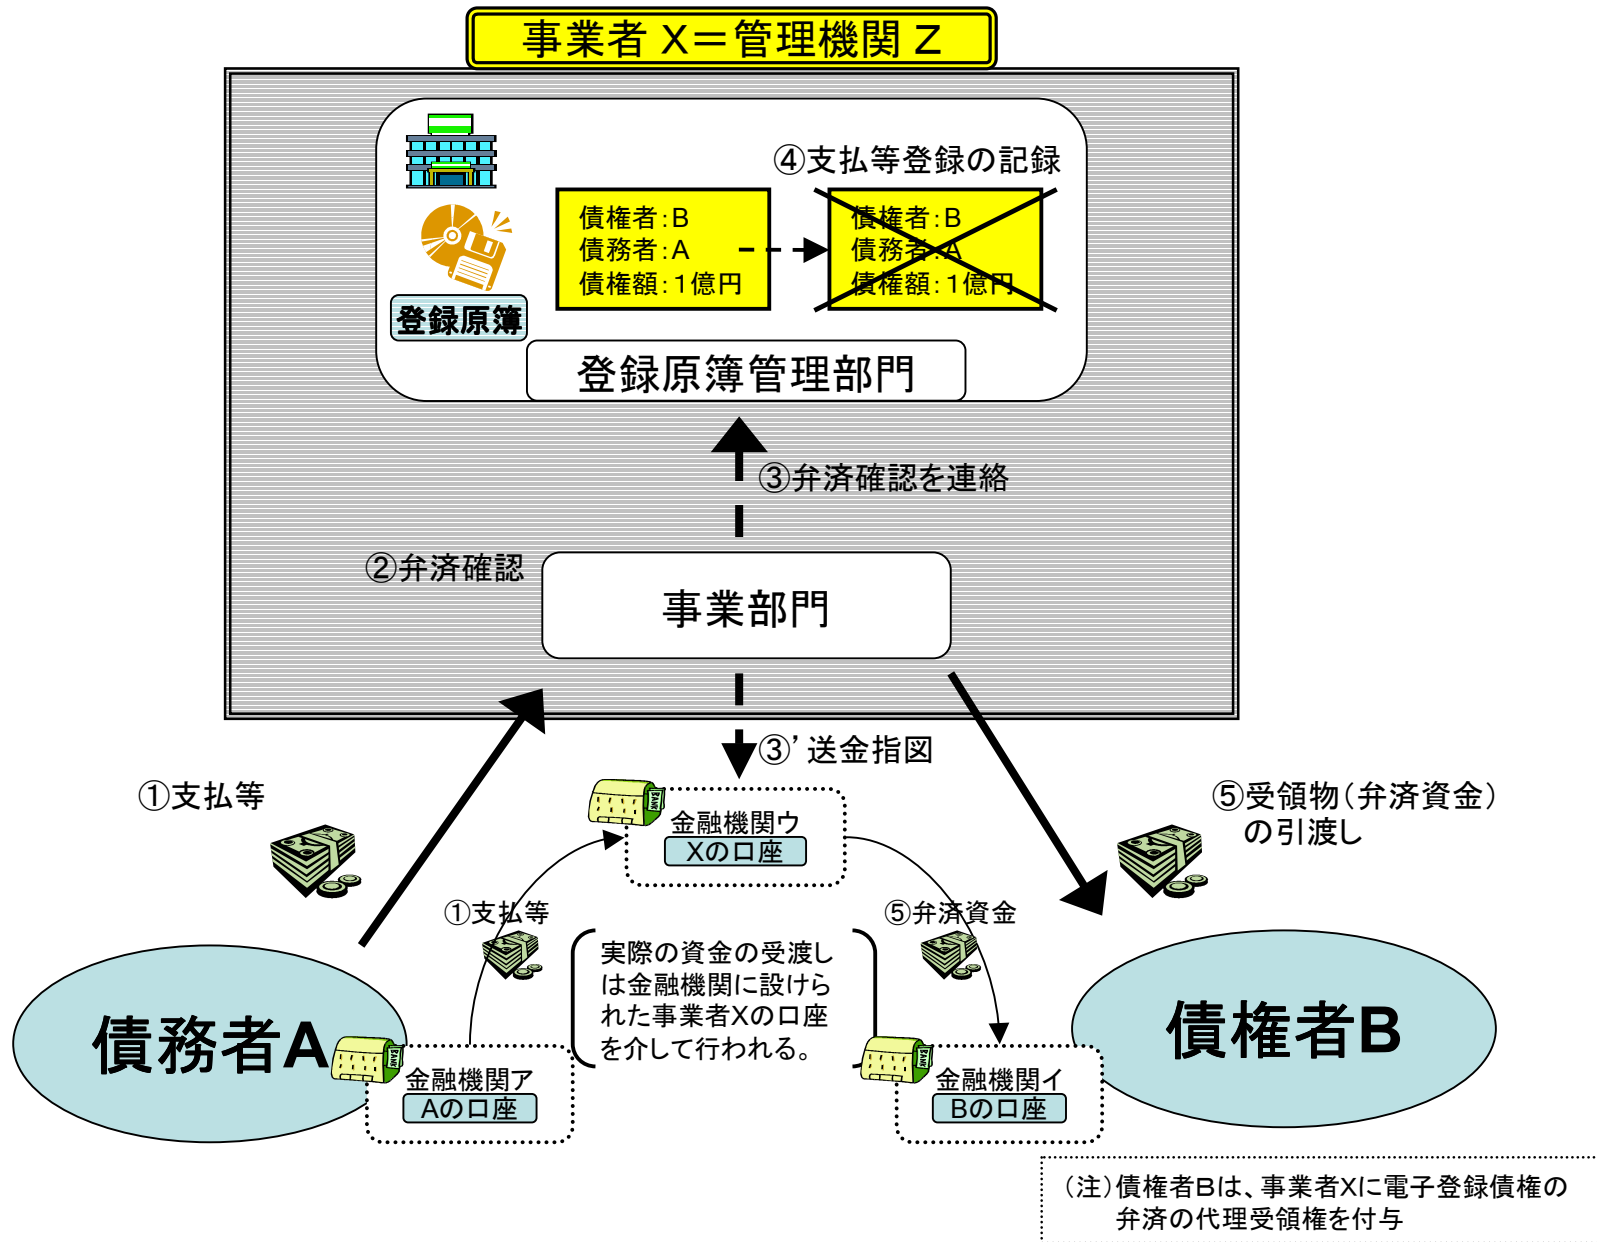 事業者 X=管理機関 Z
④支払等登録の記録
債権者:B
債務者:A
債権額:1億円
債権者:B
債務者:A
債権額:1億円
登録原簿
登録原簿管理部門
③弁済確認を連絡
②弁済確認
事業部門
③’送金指図
①支払等
⑤受領物(弁済資金)
の引渡し
BANK
金融機関ウ
Xの口座
①支払等
⑤弁済資金
実際の資金の受渡し
は金融機関に設けら
れた事業者Xの口座
を介して行われる。
債務者A
債権者B
BANK
金融機関ア
Aの口座
BANK
金融機関イ
Bの口座
(注)債権者Bは、事業者Xに電子登録債権の
弁済の代理受領権を付与